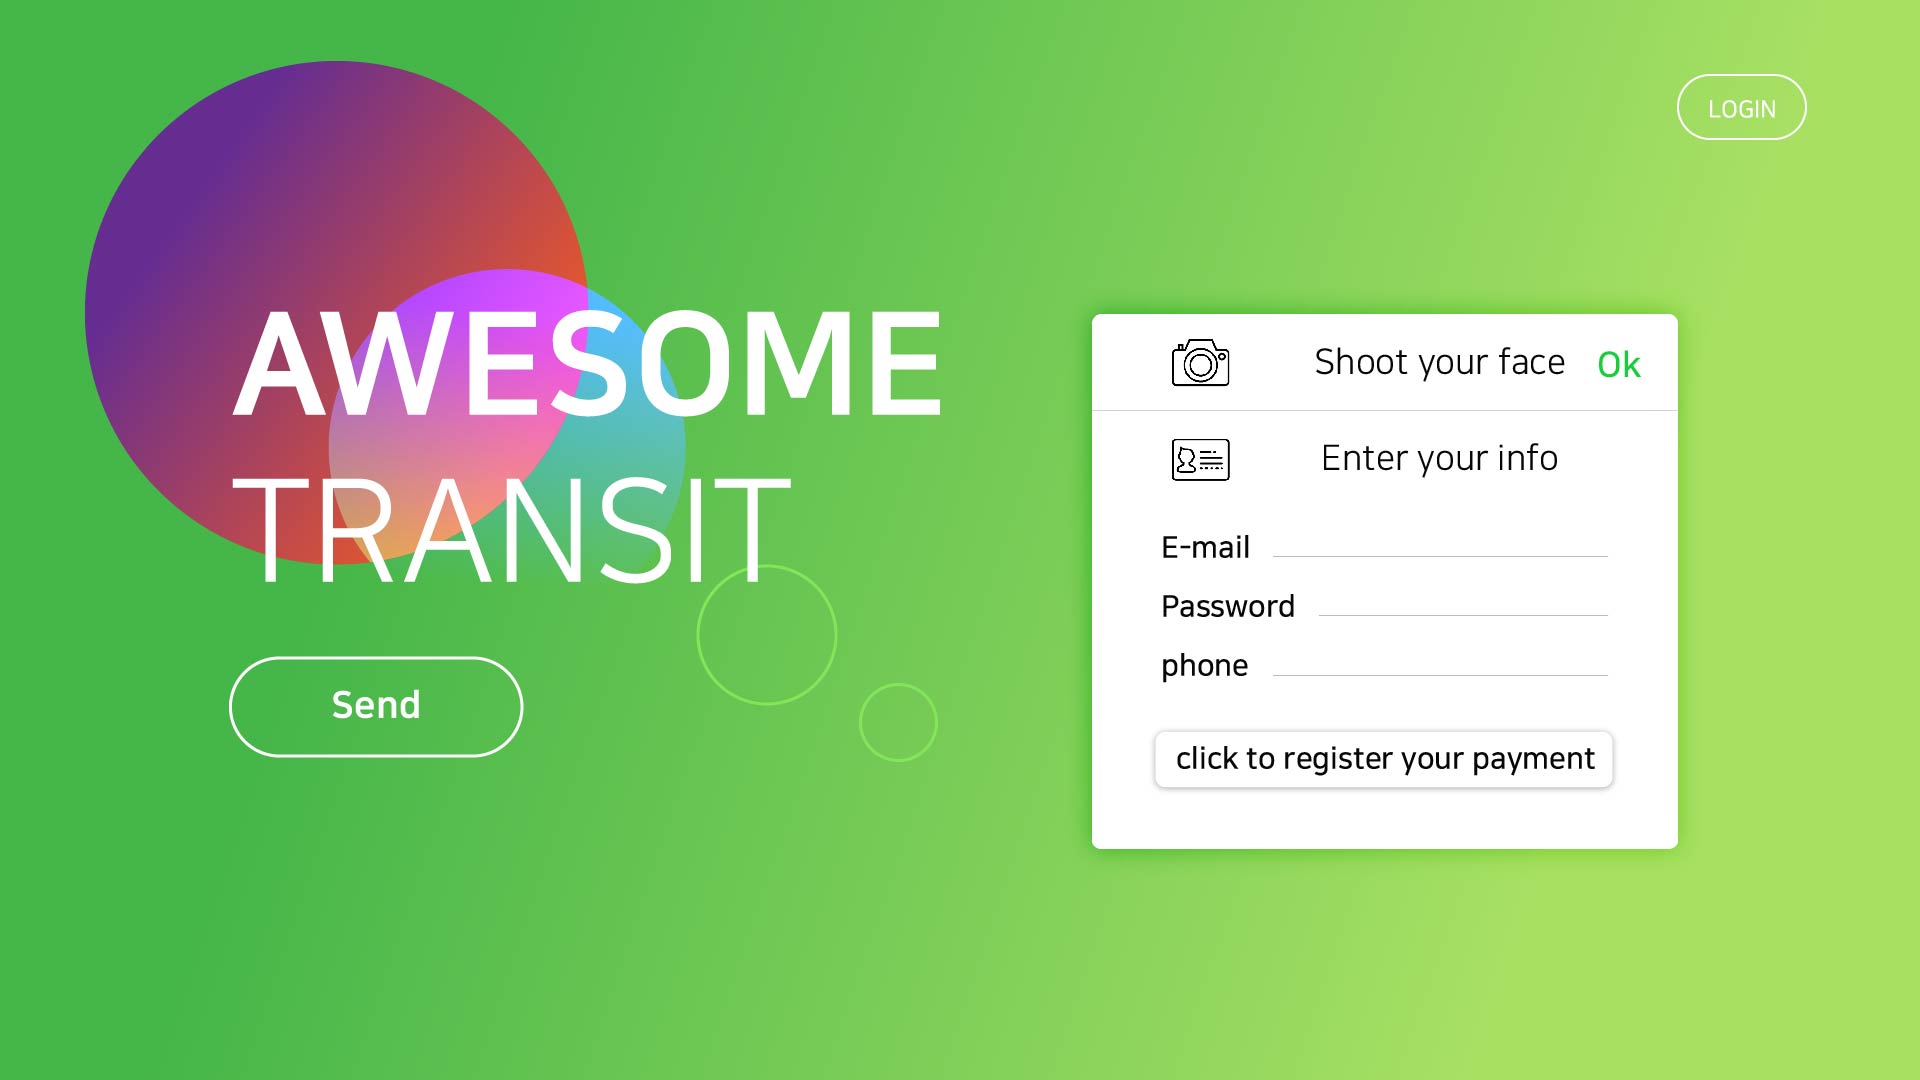 LOGIN
AWESOME
TRANSIT
Send
Shoot your face Ok
Enter your info
E-mail
Password
phone
click to register your payment